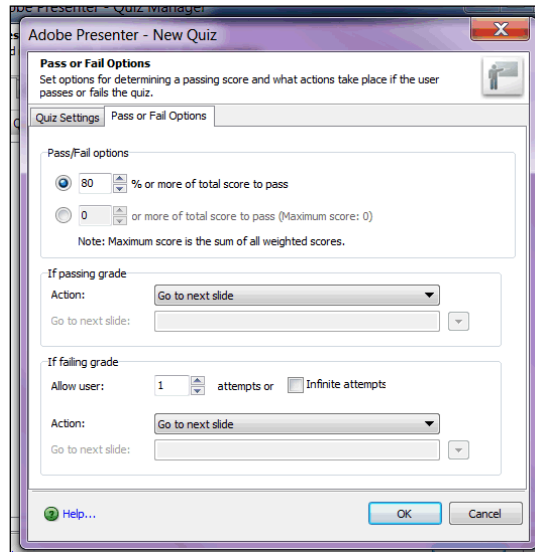 Adobe Presenter - New Quiz
Pass or Fail Options
Set options for determining a passing score and what actions take place if the user
passes or fails the quiz.
Quiz Settings Pass or Fail Options
Pass/Fail options
80 % or more of total score to pass
0 or more of total score to pass (Maximum score: 0)
Note: Maximum score is the sum of all weighted scores.
If passing grade
Action: Go to next slide
Go to next slide:
If failing grade
Allow user: 1 attempts or Infinite attempts
Action: Go to next slide
Go to next slide:
Help... OK Cancel